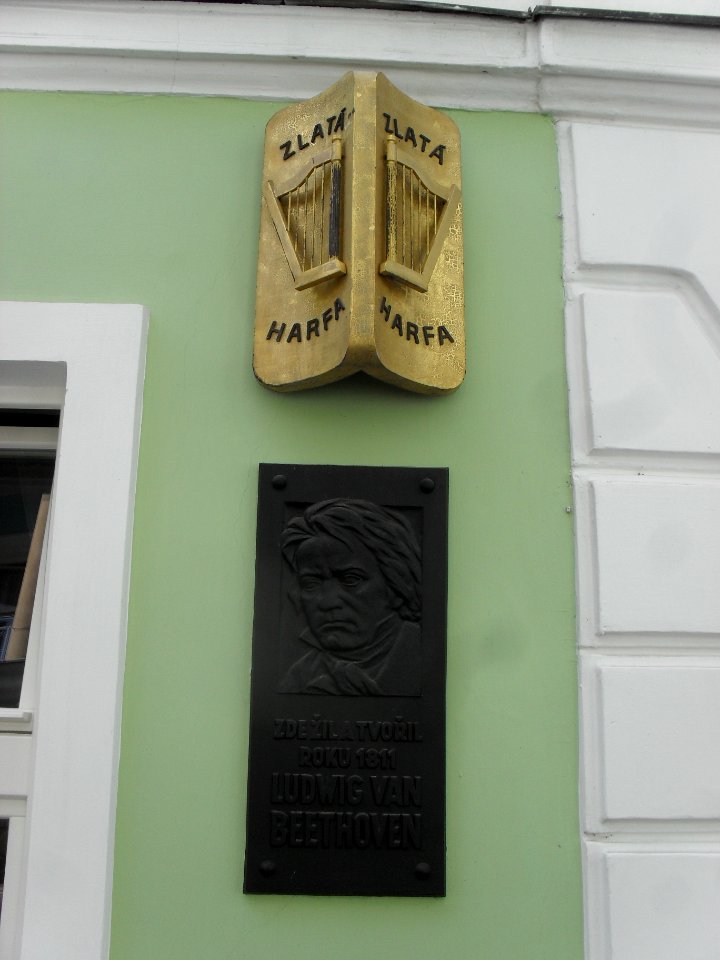 ZLATÁ
HARFA
ZLATÁ
HARFA
ZDE ŽIL A TVOŘIL
ROKU 1811
LUDWIG VAN
BEETHOVEN